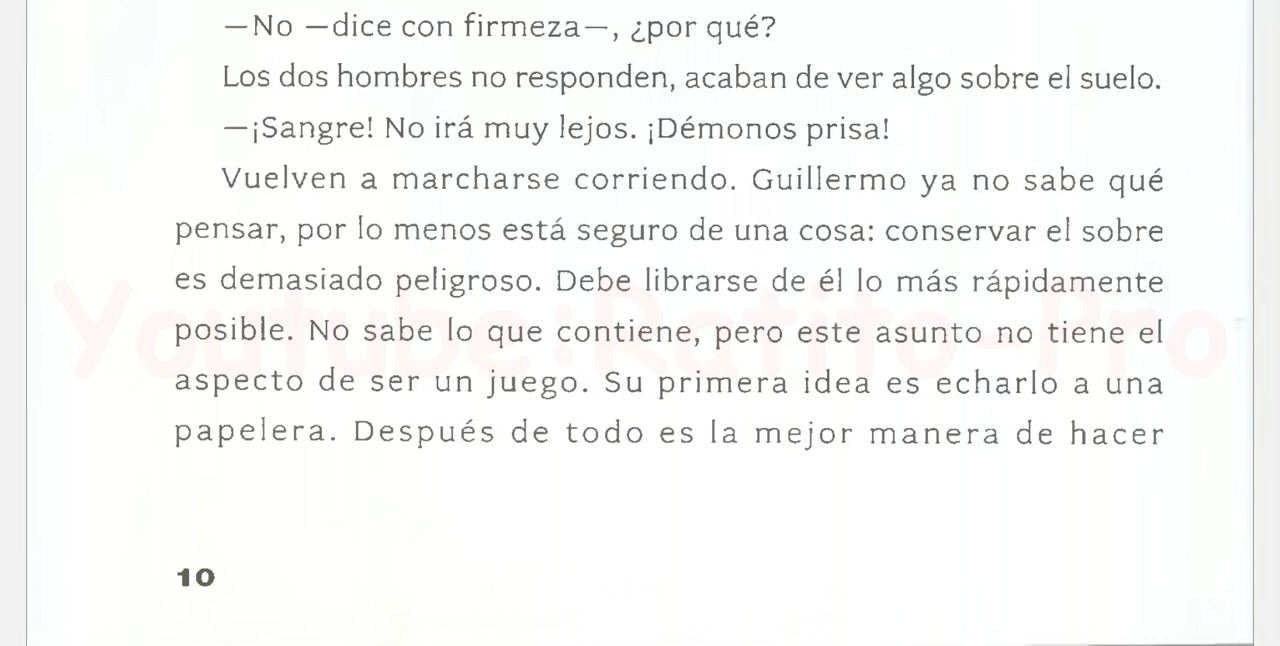 —No —dice con firmeza—, ¿por qué?
Los dos hombres no responden, acaban de ver algo sobre el suelo.
—¡Sangre! No irá muy lejos. ¡Démonos prisa!
Vuelven a marcharse corriendo. Guillermo ya no sabe qué
pensar, por lo menos está seguro de una cosa: conservar el sobre
es demasiado peligroso. Debe librarse de él lo más rápidamente
Youtube:Ratito-Pro
posible. No sabe lo que contiene, pero este asunto no tiene el
aspecto de ser un juego. Su primera idea es echarlo a una
papelera. Después de todo es la mejor manera de hacer
10